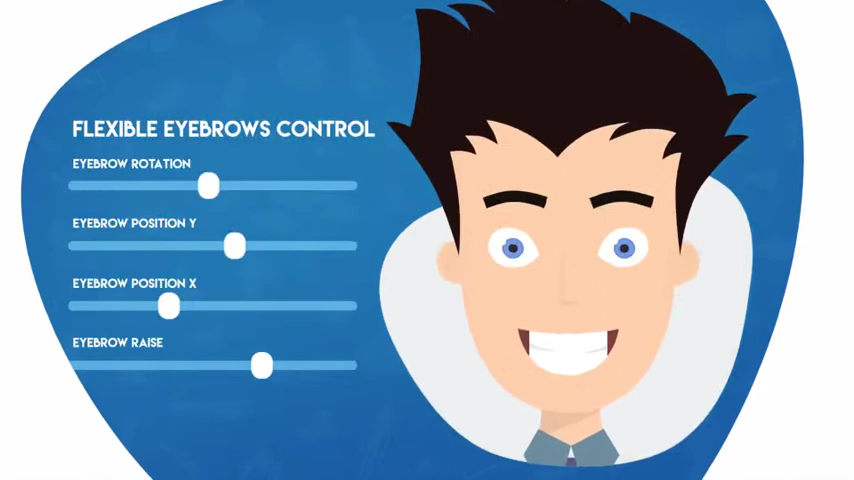 FLEXIBLE EYEBROWS CONTROL
EYEBROW ROTATION
EYEBROW POSITION Y
EYEBROW POSITION X
EYEBROW RAISE